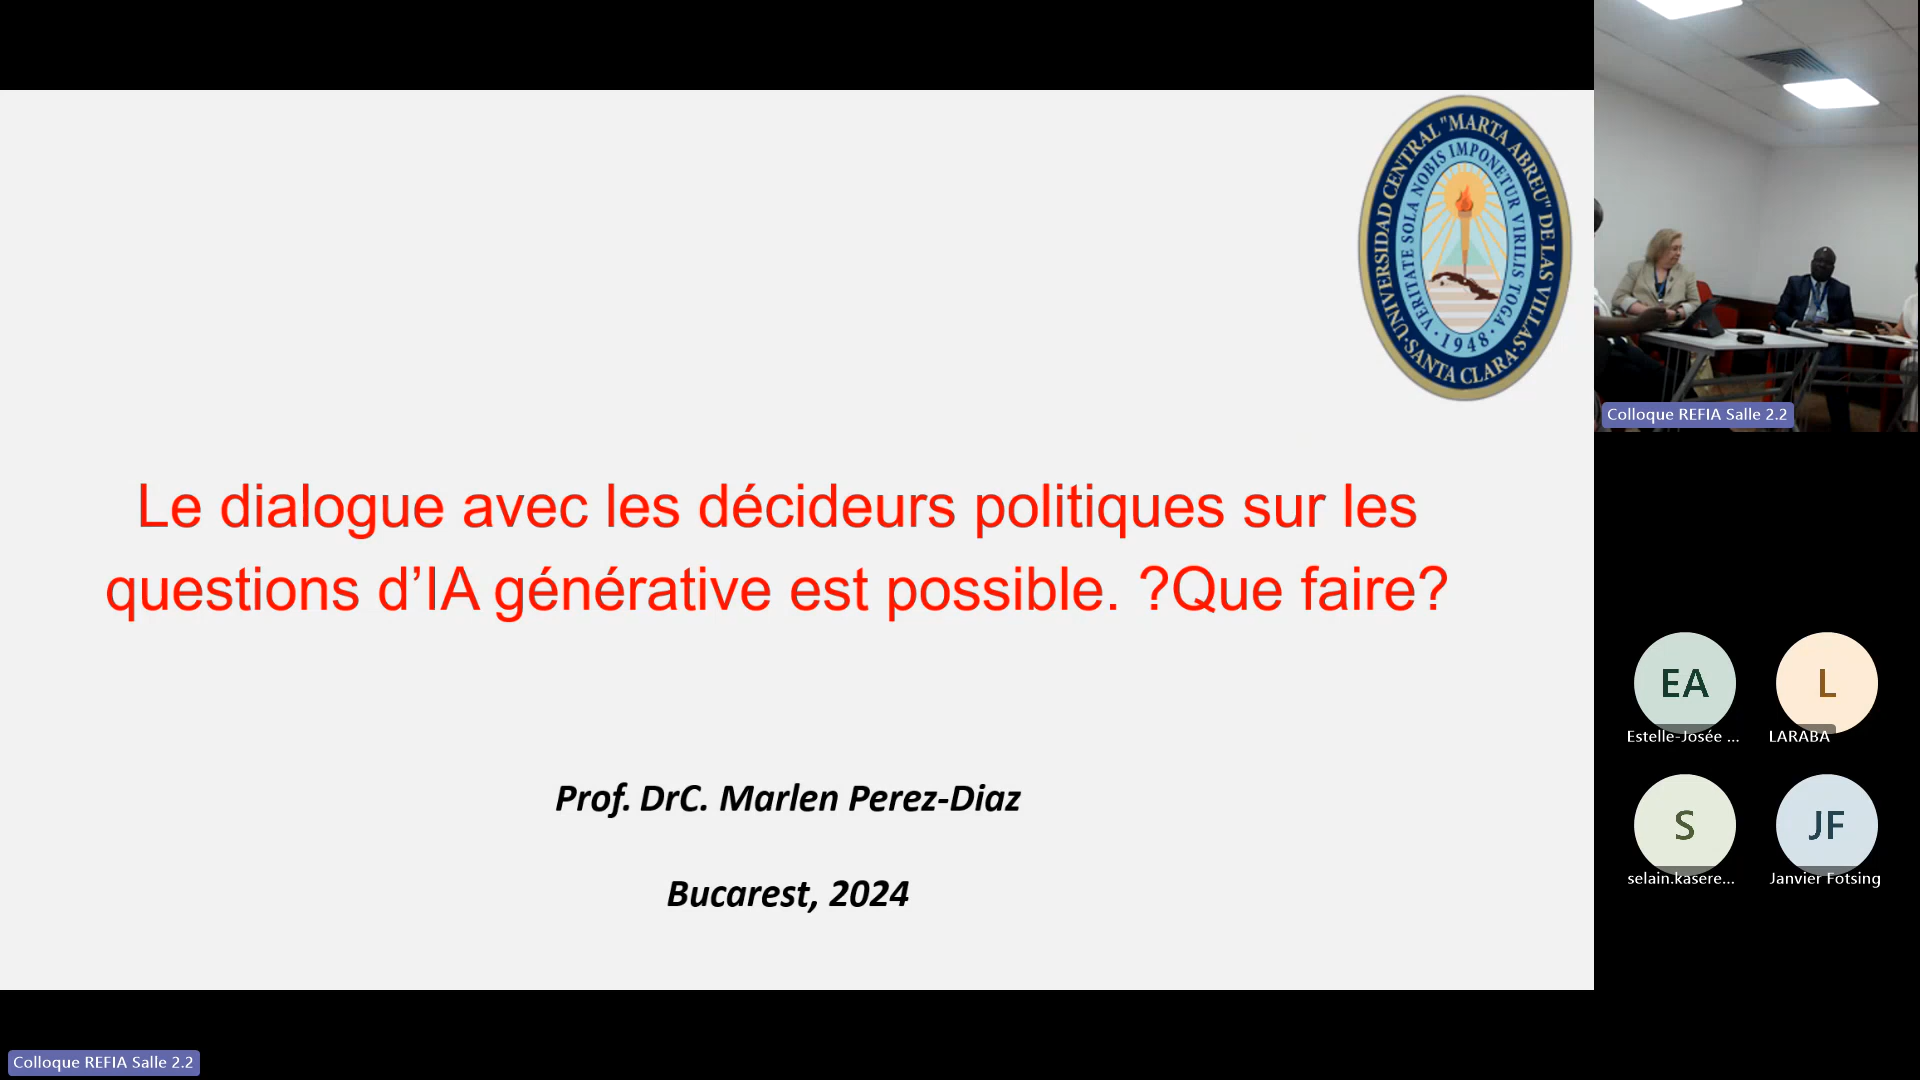 UNIVERSIDAD CENTRAL "MARTA ABREU" DE LAS VILLAS
VERITATE SOLA NOBIS IMPONETUR VIRILIS TOGA
· 1948 ·
· SANTA CLARA ·
Le dialogue avec les décideurs politiques sur les
questions d’IA générative est possible. ?Que faire?
Prof. DrC. Marlen Perez-Diaz
Bucarest, 2024
Colloque REFIA Salle 2.2
Colloque REFIA Salle 2.2
EA
Estelle-Josée ...
L
LARABA
S
selain.kasere...
JF
Janvier Fotsing